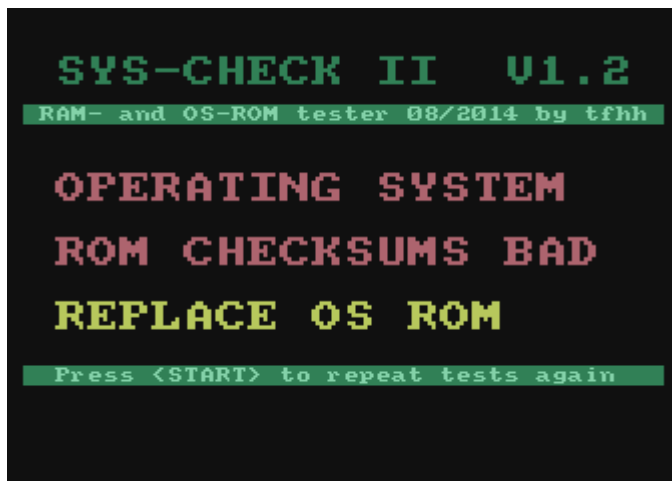 SYS-CHECK II V1.2
RAM- and OS-ROM tester 08/2014 by tfhh
OPERATING SYSTEM
ROM CHECKSUMS BAD
REPLACE OS ROM
Press <START> to repeat tests again